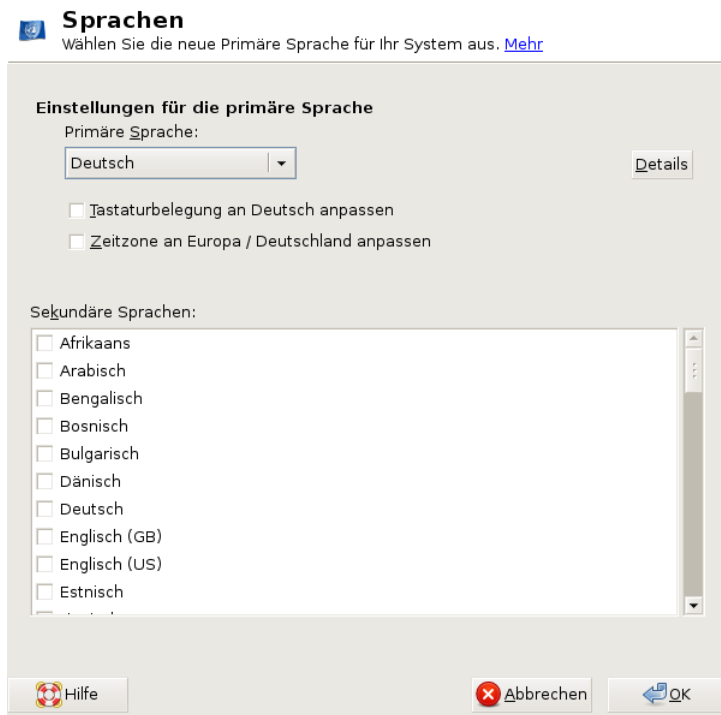 Sprachen
Wählen Sie die neue Primäre Sprache für Ihr System aus. Mehr
Einstellungen für die primäre Sprache
Primäre Sprache:
Deutsch
Details
Tastaturbelegung an Deutsch anpassen
Zeitzone an Europa / Deutschland anpassen
Sekundäre Sprachen:
Afrikaans
Arabisch
Bengalisch
Bosnisch
Bulgarisch
Dänisch
Deutsch
Englisch (GB)
Englisch (US)
Estnisch
Hilfe
Abbrechen
OK